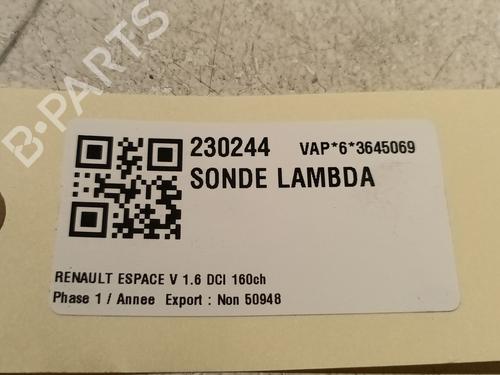 B-PARTS
230244 VAP*6*3645069
SONDE LAMBDA
RENAULT ESPACE V 1.6 DCI 160ch
Phase 1 / Annee Export : Non 50948